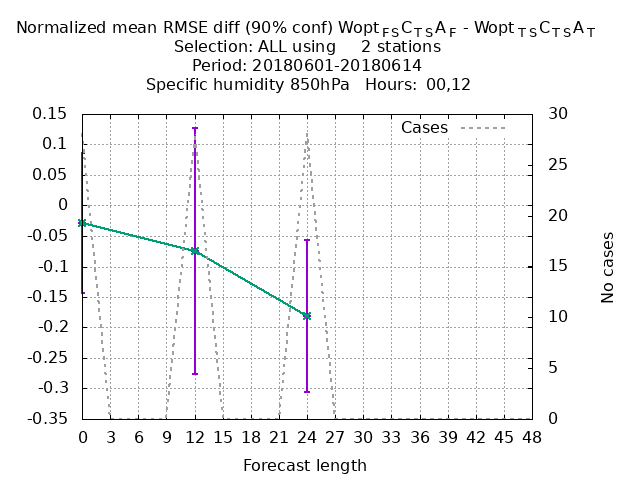 Normalized mean RMSE diff (90% conf) Wopt FS C TS A F - Wopt TS C TS A T
Selection: ALL using 2 stations
Period: 20180601-20180614
Specific humidity 850hPa Hours: 00,12
Cases
0.15
0.1
0.05
0
-0.05
-0.1
-0.15
-0.2
-0.25
-0.3
-0.35
30
25
20
15
10
5
0
No cases
0 3 6 9 12 15 18 21 24 27 30 33 36 39 42 45 48
Forecast length